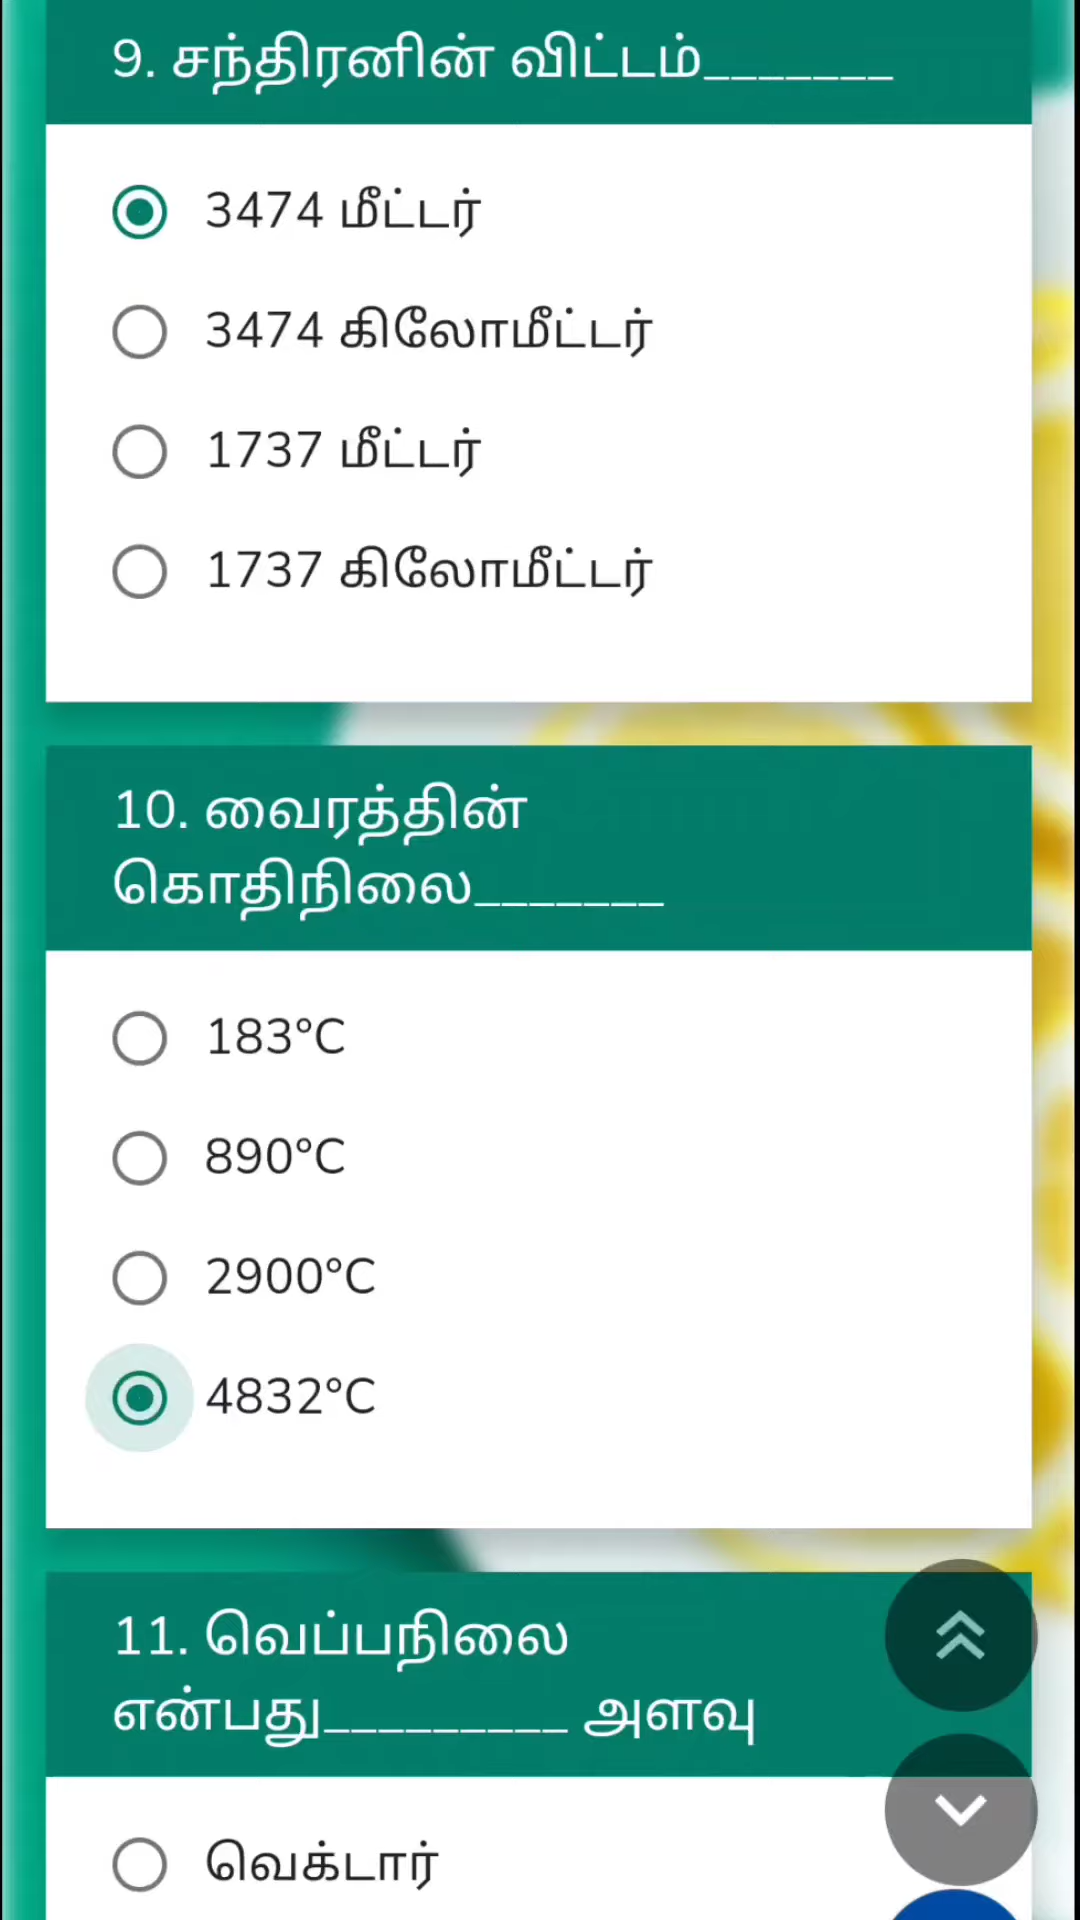 9. சந்திரனின் விட்டம்_______
3474 மீட்டர்
3474 கிலோமீட்டர்
1737 மீட்டர்
1737 கிலோமீட்டர்
10. வைரத்தின்
கொதிநிலை_______
183°C
890°C
2900°C
4832°C
11. வெப்பநிலை
என்பது_________ அளவு
வெக்டார்